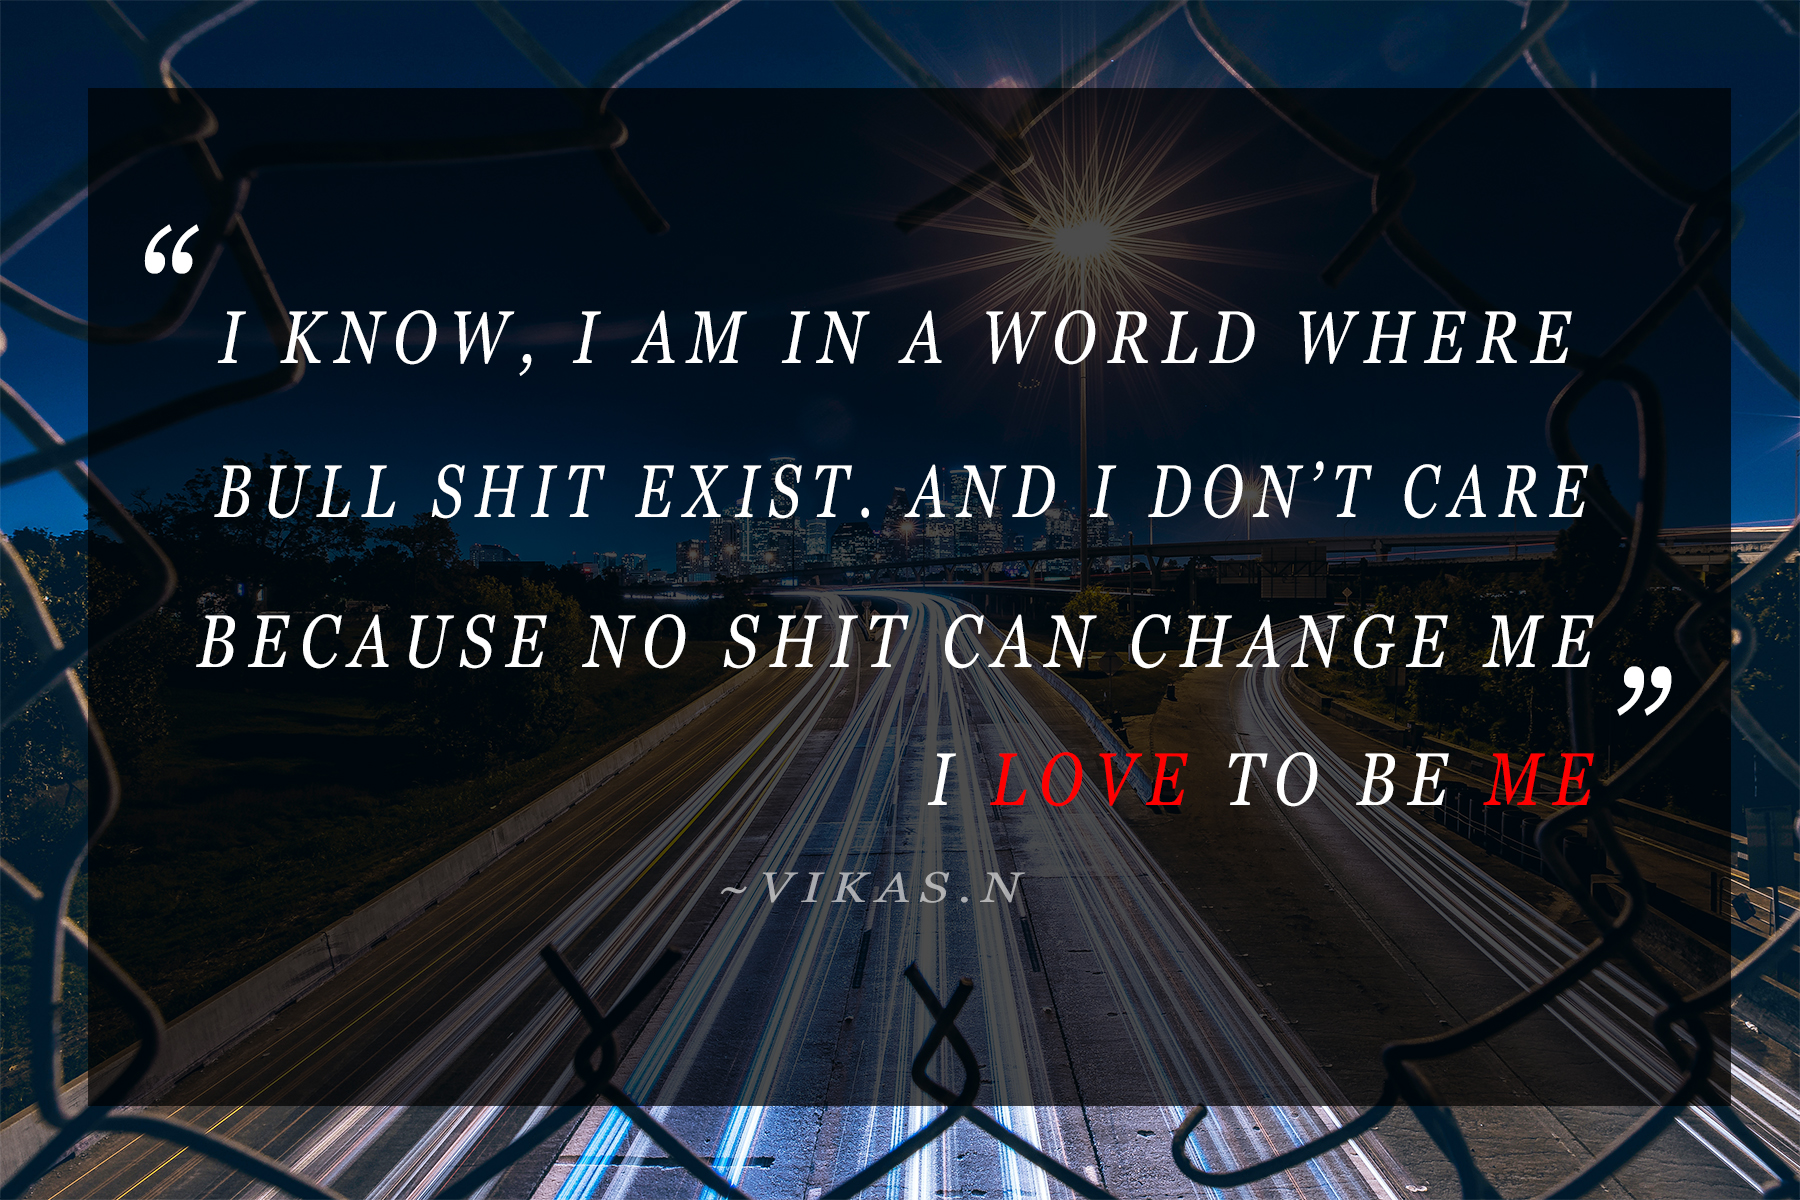 “
I KNOW, I AM IN A WORLD WHERE
BULL SHIT EXIST. AND I DON’T CARE
BECAUSE NO SHIT CAN CHANGE ME
”
I LOVE TO BE ME
~VIKAS.N